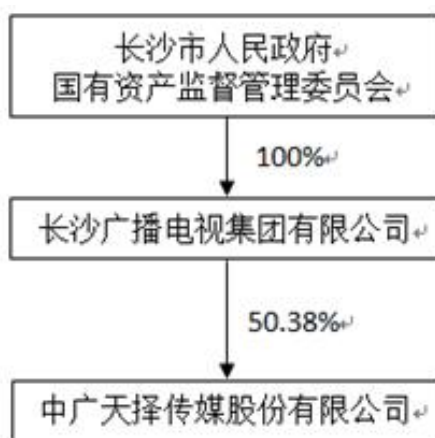 长沙市人民政府
国有资产监督管理委员会
100%
长沙广播电视集团有限公司
50.38%
中广天择传媒股份有限公司